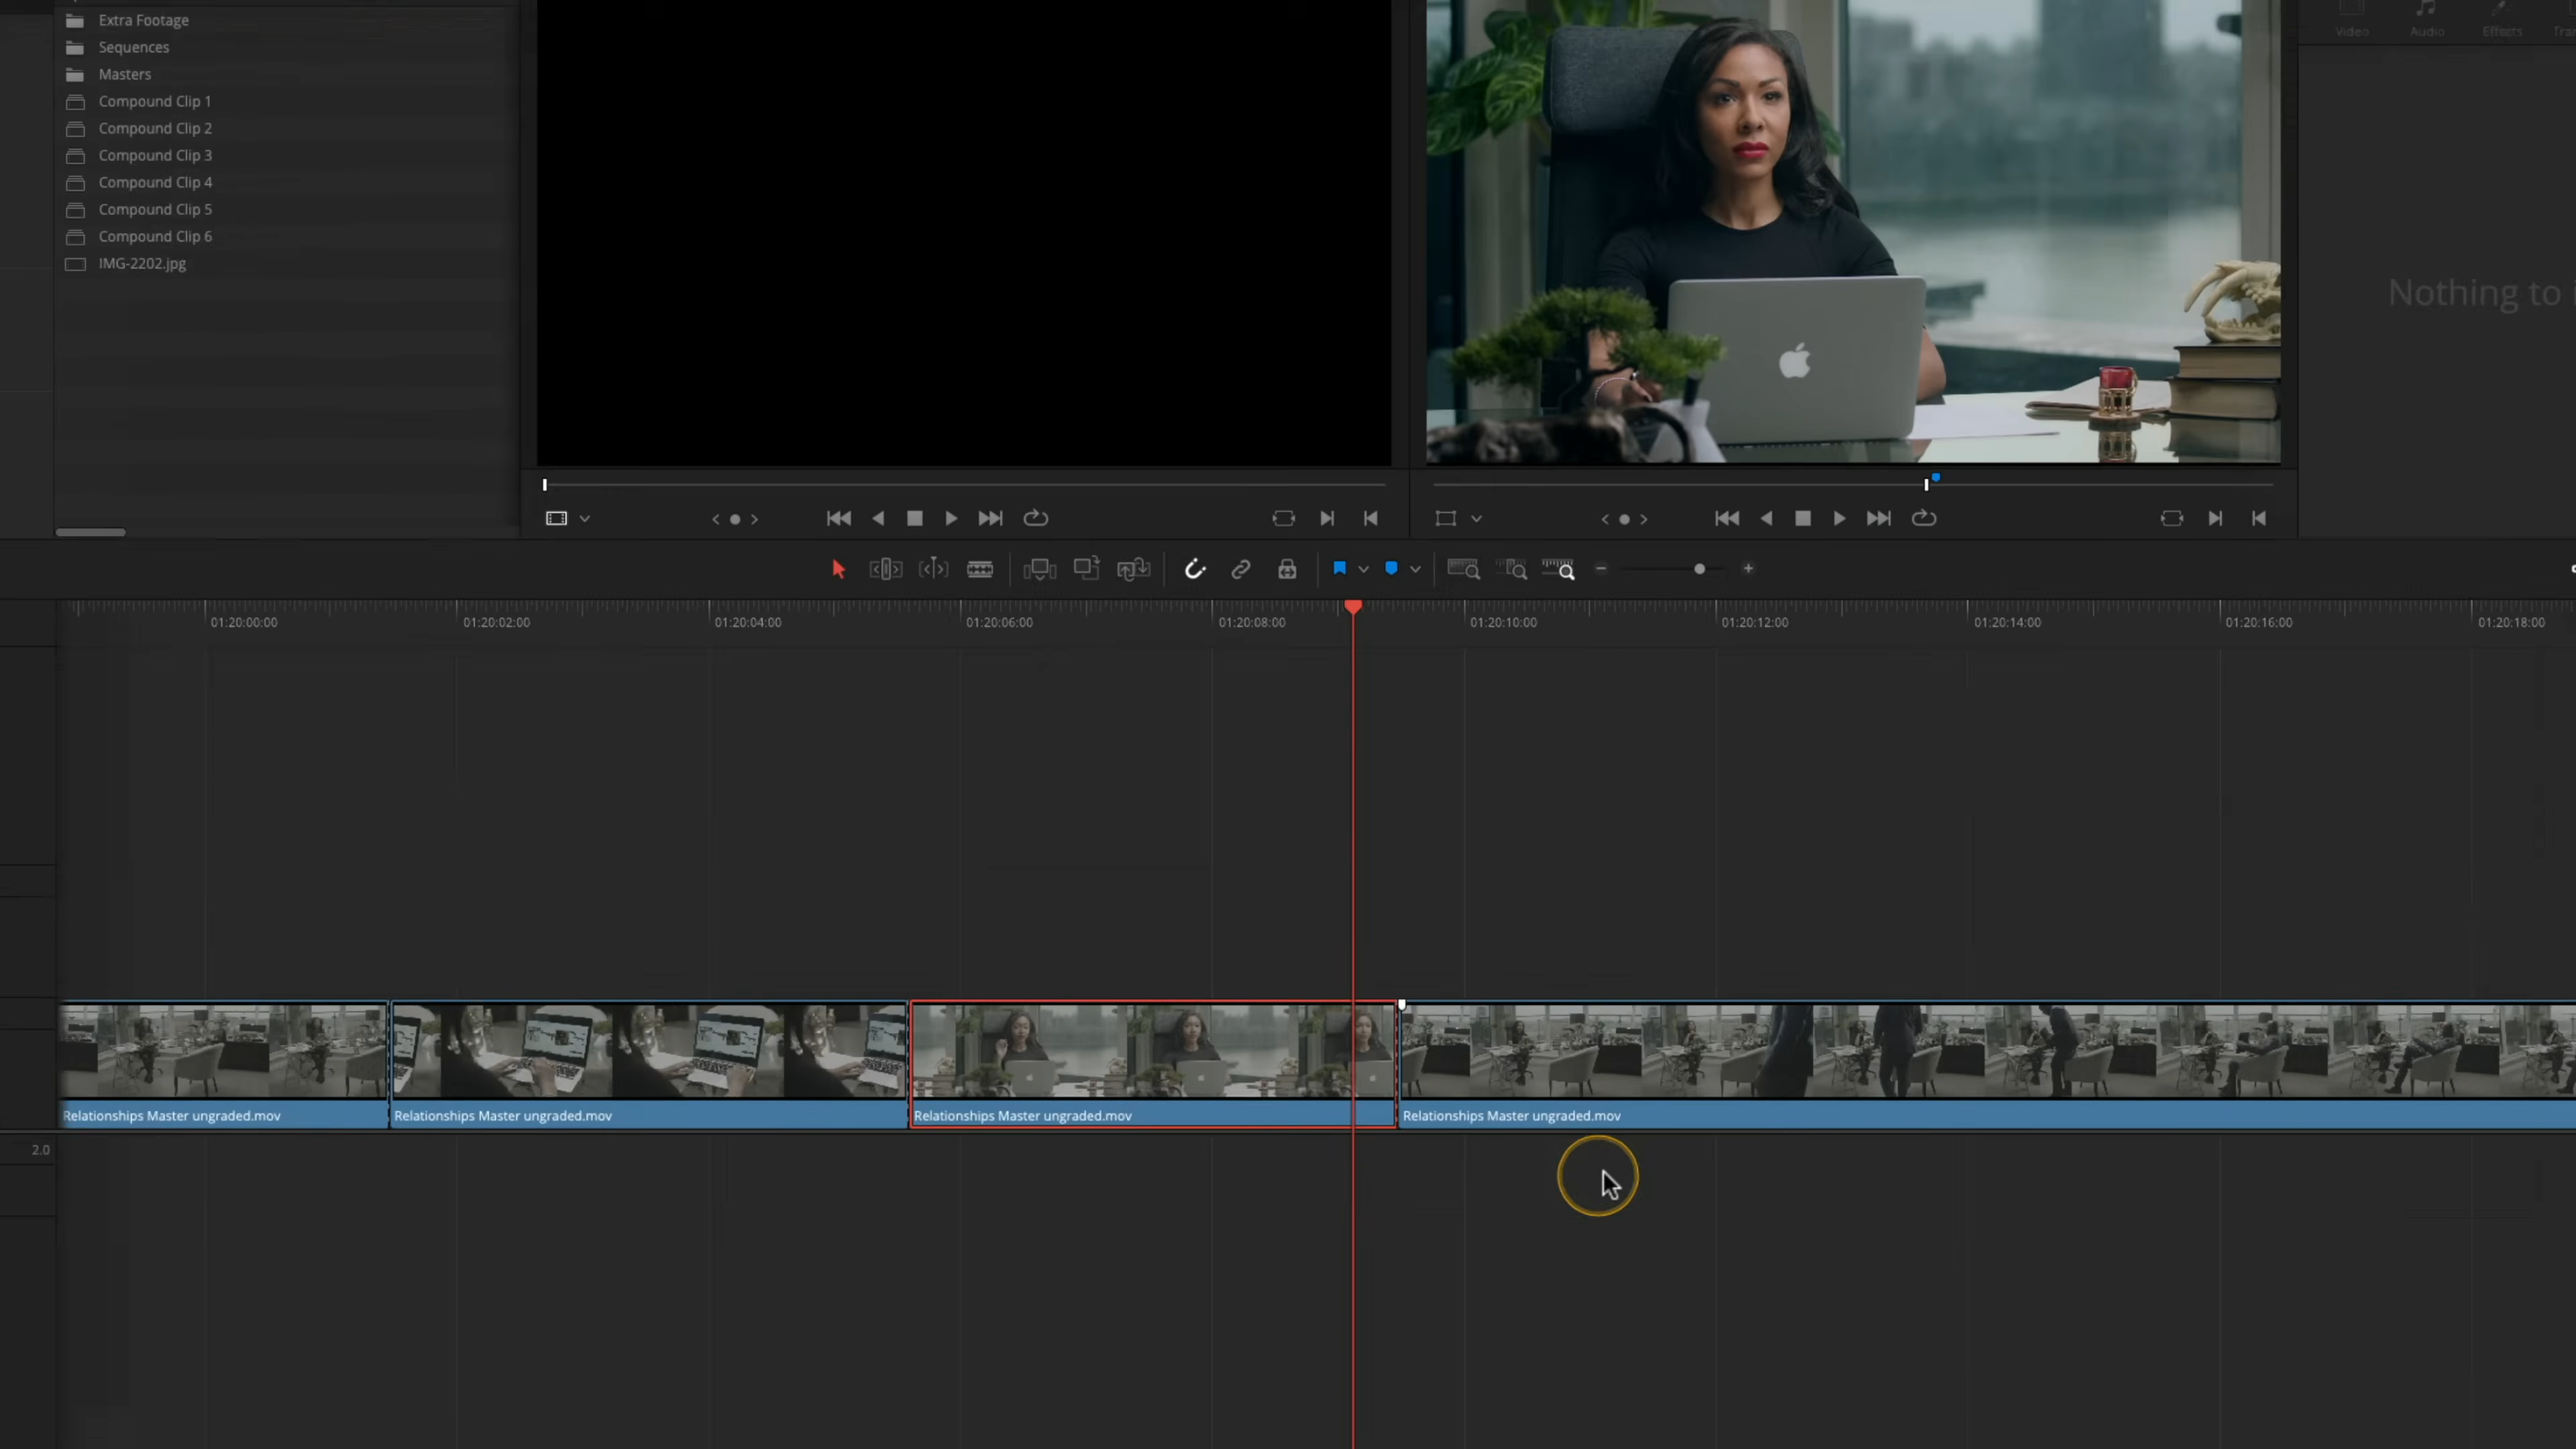 Extra Footage
Sequences
Masters
Compound Clip 1
Compound Clip 2
Compound Clip 3
Compound Clip 4
Compound Clip 5
Compound Clip 6
IMG-2202.jpg
Video Audio Effects
Nothing to
01:20:00:00 01:20:02:00 01:20:04:00 01:20:06:00 01:20:08:00 01:20:10:00 01:20:12:00 01:20:14:00 01:20:16:00 01:20:18:00
Relationships Master ungraded.mov Relationships Master ungraded.mov Relationships Master ungraded.mov Relationships Master ungraded.mov
2.0